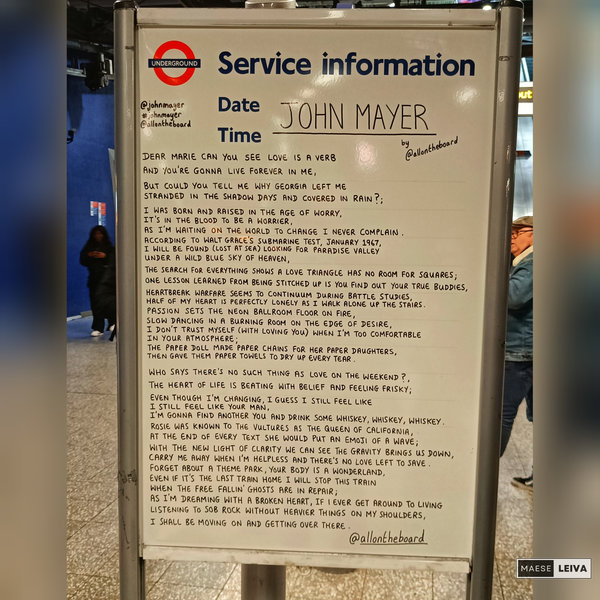 UNDERGROUND
Service information
@johnmayer
#johnmayer
@allontheboard
Date
Time
JOHN MAYER
by
@allontheboard
DEAR MARIE CAN YOU SEE LOVE IS A VERB
AND YOU'RE GONNA LIVE FOREVER IN ME,
BUT COULD YOU TELL ME WHY GEORGIA LEFT ME
STRANDED IN THE SHADOW DAYS AND COVERED IN RAIN?;
I WAS BORN AND RAISED IN THE AGE OF WORRY,
IT'S IN THE BLOOD TO BE A WORRIER,
AS I'M WAITING ON THE WORLD TO CHANGE I NEVER COMPLAIN.
ACCORDING TO WALT GRACE'S SUBMARINE TEST, JANUARY 1967,
I WILL BE FOUND (LOST AT SEA) LOOKING FOR PARADISE VALLEY
UNDER A WILD BLUE SKY OF HEAVEN,
THE SEARCH FOR EVERYTHING SHOWS A LOVE TRIANGLE HAS NO ROOM FOR SQUARES;
ONE LESSON LEARNED FROM BEING STITCHED UP IS YOU FIND OUT YOUR TRUE BUDDIES,
HEARTBREAK WARFARE SEEMS TO CONTINUUM DURING BATTLE STUDIES,
HALF OF MY HEART IS PERFECTLY LONELY AS I WALK ALONE UP THE STAIRS.
PASSION SETS THE NEON BALLROOM FLOOR ON FIRE,
SLOW DANCING IN A BURNING ROOM ON THE EDGE OF DESIRE,
I DON'T TRUST MYSELF (WITH LOVING YOU) WHEN I'M TOO COMFORTABLE
IN YOUR ATMOSPHERE;
THE PAPER DOLL MADE PAPER CHAINS FOR HER PAPER DAUGHTERS,
THEN GAVE THEM PAPER TOWELS TO DRY UP EVERY TEAR.
WHO SAYS THERE'S NO SUCH THING AS LOVE ON THE WEEKEND?,
THE HEART OF LIFE IS BEATING WITH BELIEF AND FEELING FRISKY;
EVEN THOUGH I'M CHANGING, I GUESS I STILL FEEL LIKE
I STILL FEEL LIKE YOUR MAN,
I'M GONNA FIND ANOTHER YOU AND DRINK SOME WHISKEY, WHISKEY, WHISKEY.
ROSIE WAS KNOWN TO THE VULTURES AS THE QUEEN OF CALIFORNIA,
AT THE END OF EVERY TEXT SHE WOULD PUT AN EMOJI OF A WAVE;
WITH THE NEW LIGHT OF CLARITY WE CAN SEE THE GRAVITY BRINGS US DOWN,
CARRY ME AWAY WHEN I'M HELPLESS AND THERE'S NO LOVE LEFT TO SAVE.
FORGET ABOUT A THEME PARK, YOUR BODY IS A WONDERLAND,
EVEN IF IT'S THE LAST TRAIN HOME I WILL STOP THIS TRAIN
WHEN THE FREE FALLIN' GHOSTS ARE IN REPAIR;
AS I'M DREAMING WITH A BROKEN HEART, IF I EVER GET AROUND TO LIVING
LISTENING TO SOB ROCK WITHOUT HEAVIER THINGS ON MY SHOULDERS,
I SHALL BE MOVING ON AND GETTING OVER THERE.
@allontheboard
MAESE LEIVA